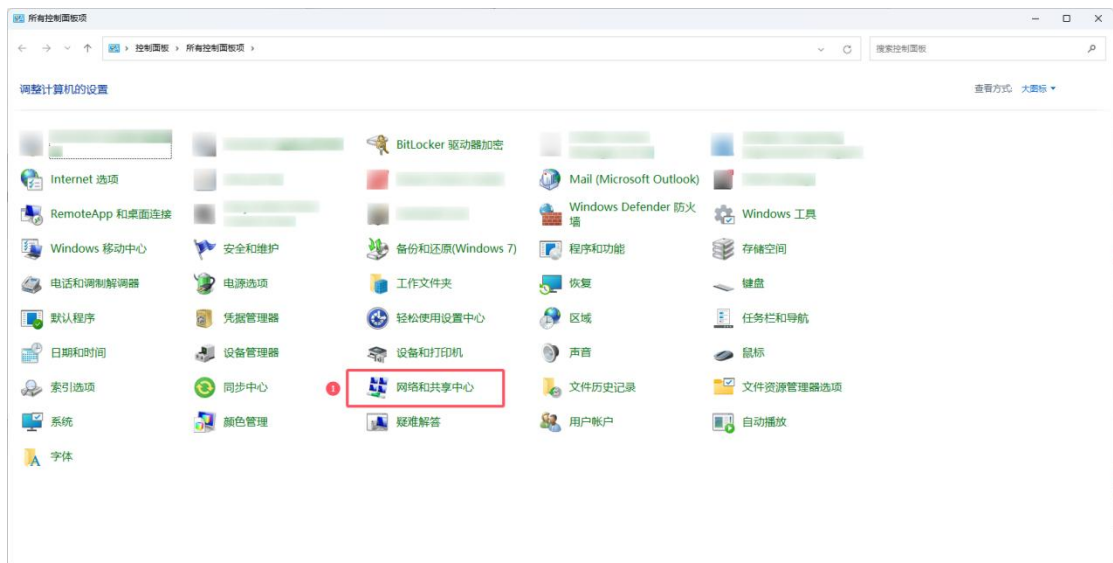 所有控制面板项
控制面板 › 所有控制面板项 ›
搜索控制面板
调整计算机的设置
查看方式: 大图标
BitLocker 驱动器加密
Internet 选项
Mail (Microsoft Outlook)
RemoteApp 和桌面连接
Windows Defender 防火
墙
Windows 工具
Windows 移动中心
安全和维护
备份和还原(Windows 7)
程序和功能
存储空间
电话和调制解调器
电源选项
工作文件夹
恢复
键盘
默认程序
凭据管理器
轻松使用设置中心
区域
任务栏和导航
日期和时间
设备管理器
设备和打印机
声音
鼠标
索引选项
同步中心
1
网络和共享中心
文件历史记录
文件资源管理器选项
系统
颜色管理
疑难解答
用户帐户
自动播放
字体